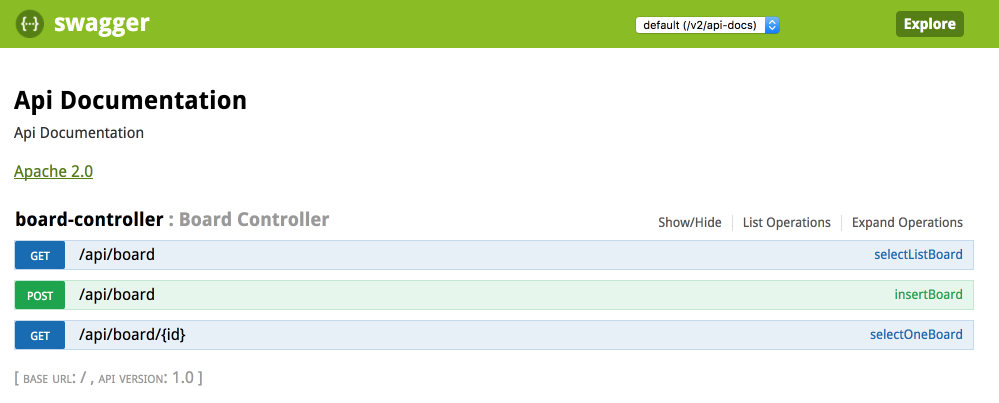 {···} swagger default (/v2/api-docs) Explore
Api Documentation
Api Documentation
Apache 2.0
board-controller : Board Controller Show/Hide List Operations Expand Operations
GET /api/board selectListBoard
POST /api/board insertBoard
GET /api/board/{id} selectOneBoard
[ BASE URL: / , API VERSION: 1.0 ]